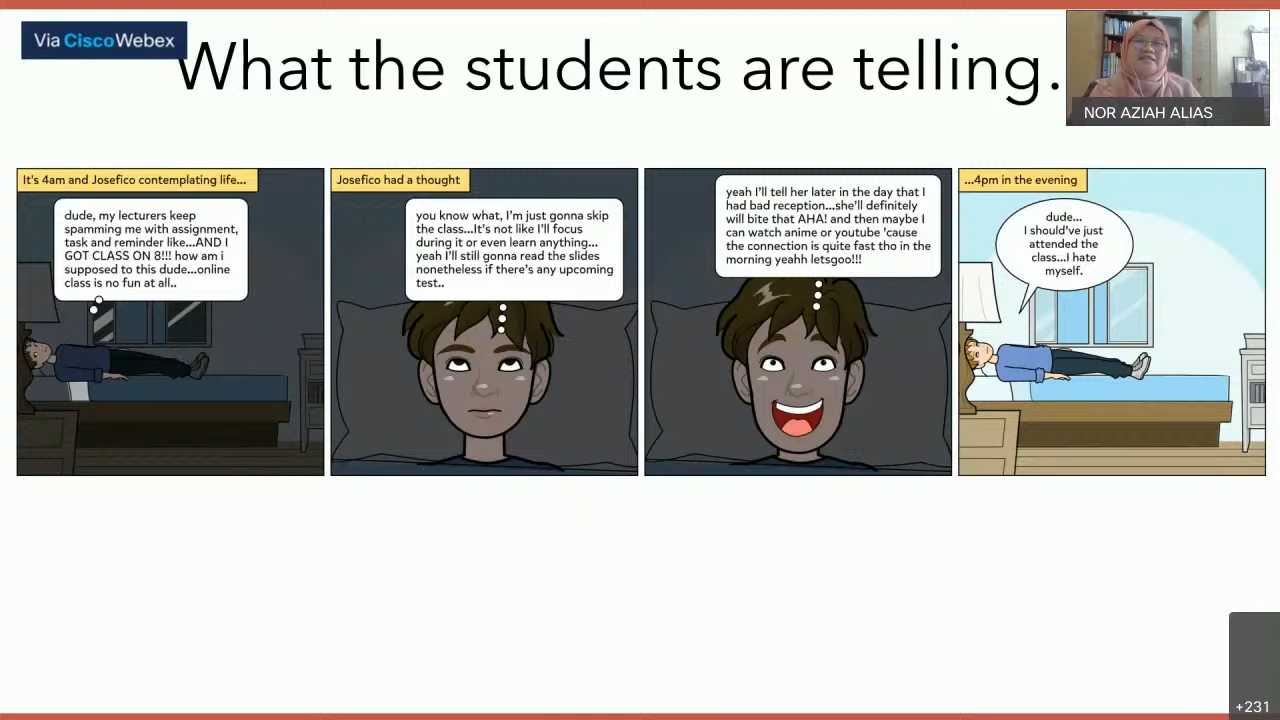 Via CiscoWebex
What the students are telling.
NOR AZIAH ALIAS
It's 4am and Josefico contemplating life...
dude, my lecturers keep
spamming me with assignment,
task and reminder like...AND I
GOT CLASS ON 8!!! how am i
supposed to this dude...online
class is no fun at all..
Josefico had a thought
you know what, I'm just gonna skip
the class...It's not like I'll focus
during it or even learn anything...
yeah I'll still gonna read the slides
nonetheless if there's any upcoming
test..
yeah I'll tell her later in the day that I
had bad reception...she'll definitely
will bite that AHA! and then maybe I
can watch anime or youtube 'cause
the connection is quite fast tho in the
morning yeahh letsgoo!!!
...4pm in the evening
dude...
I should've just
attended the
class...I hate
myself.
+231